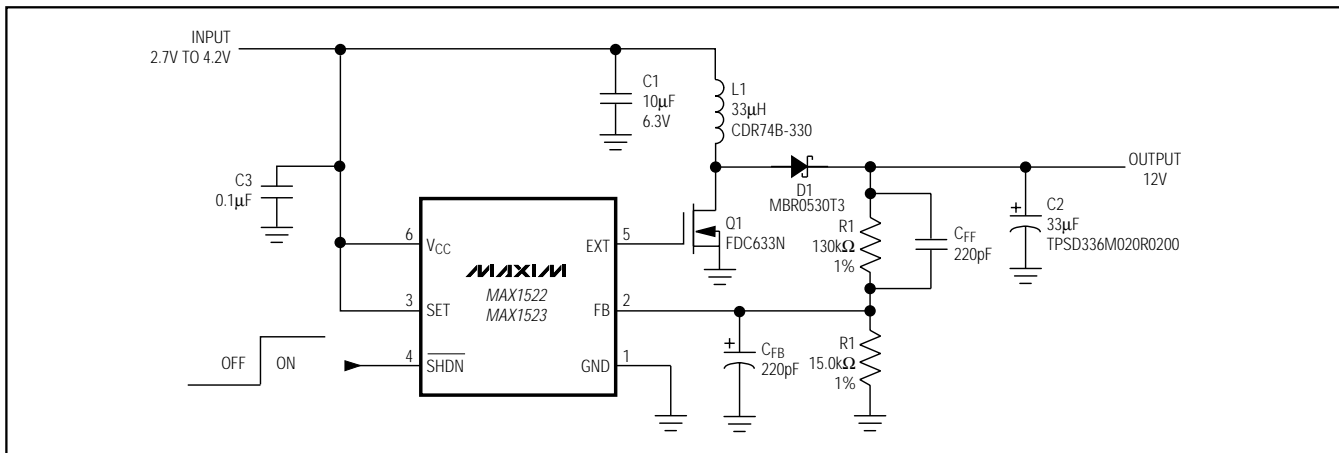 INPUT
2.7V TO 4.2V
C1
10μF
6.3V
L1
33μH
CDR74B-330
C3
0.1μF
D1
MBR0530T3
OUTPUT
12V
C2
33μF
TPSD336M020R0200
6
VCC
EXT
5
Q1
FDC633N
R1
130kΩ
1%
CFF
220pF
MAXIM
MAX1522
MAX1523
3
SET
FB
2
OFF
ON
4
SHDN
GND
1
CFB
220pF
R1
15.0kΩ
1%